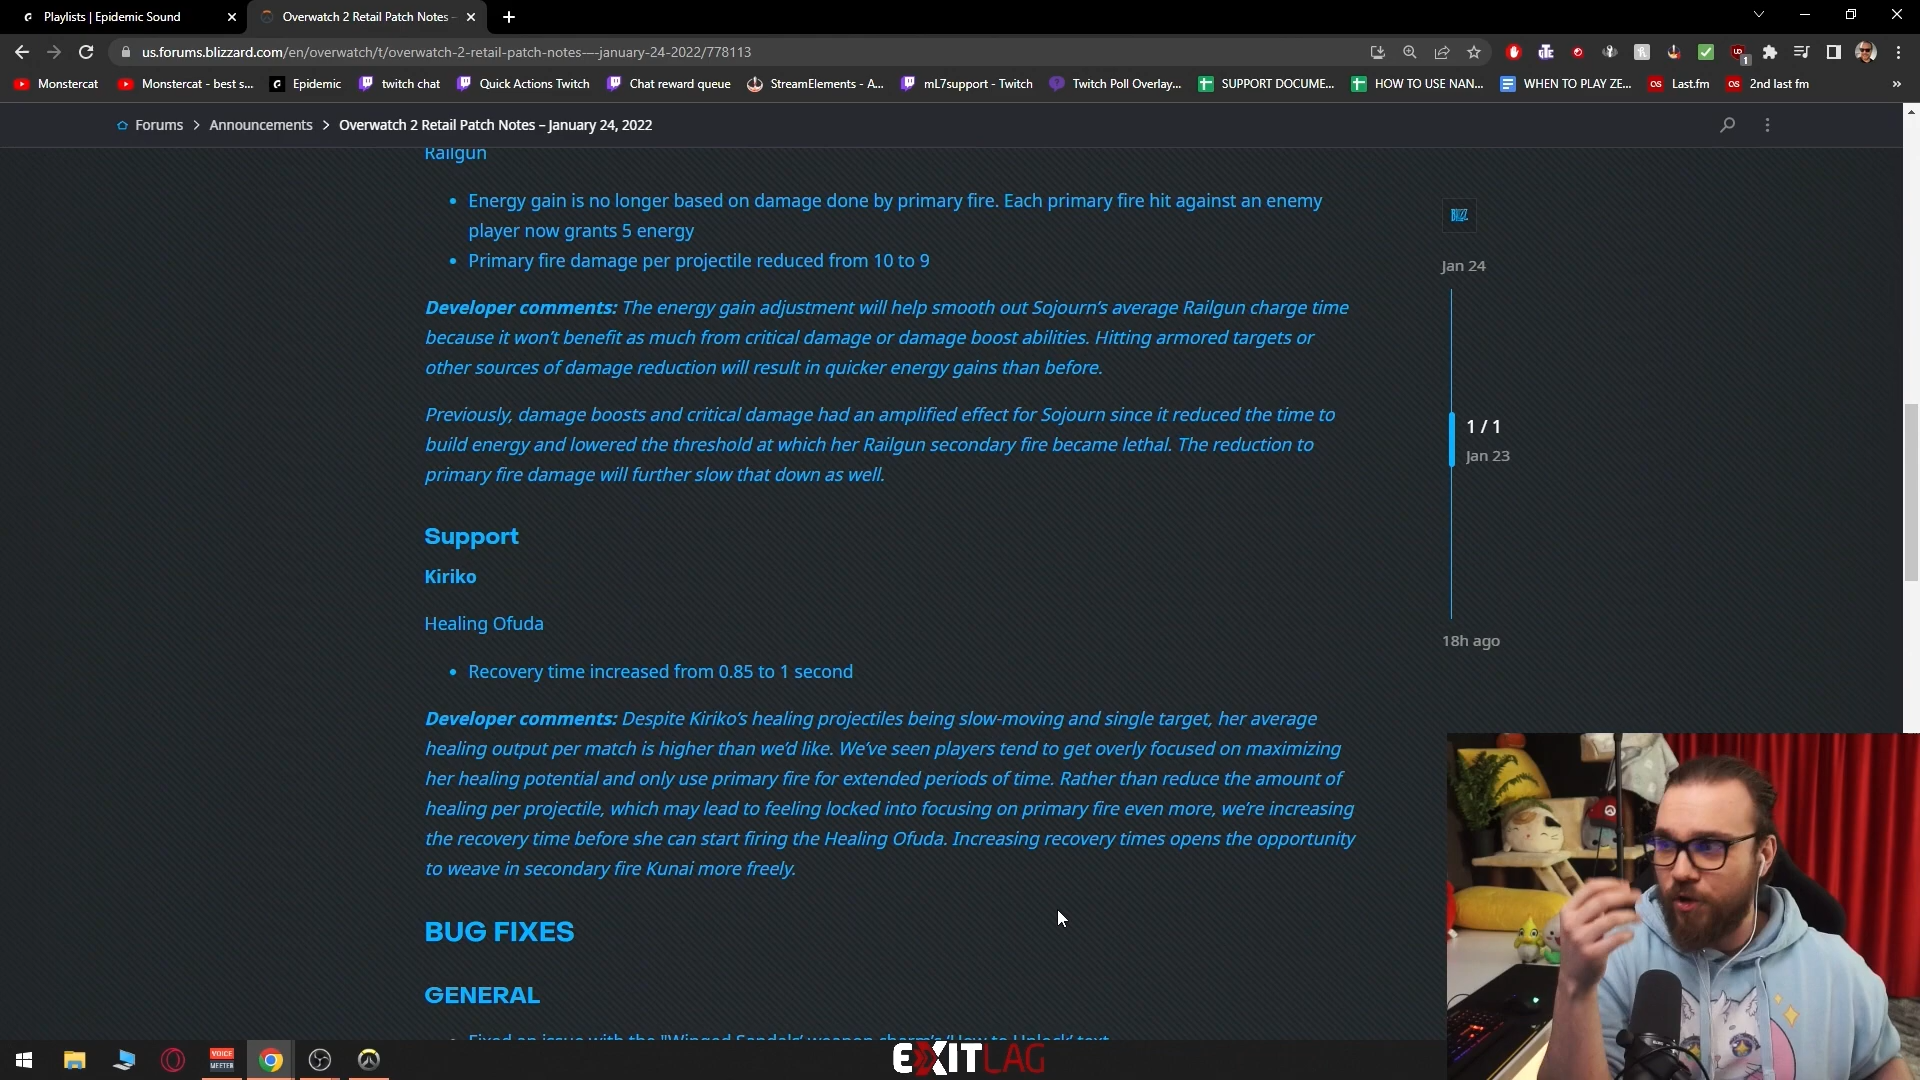 Playlists | Epidemic Sound
Overwatch 2 Retail Patch Notes -
us.forums.blizzard.com/en/overwatch/t/overwatch-2-retail-patch-notes-–-january-24-2022/778113
Monstercat
Monstercat - best s...
Epidemic
twitch chat
Quick Actions Twitch
Chat reward queue
StreamElements - A...
mL7support - Twitch
Twitch Poll Overlay...
SUPPORT DOCUME...
HOW TO USE NAN...
WHEN TO PLAY ZE...
Last.fm
2nd last fm
Forums > Announcements > Overwatch 2 Retail Patch Notes – January 24, 2022
Railgun
• Energy gain is no longer based on damage done by primary fire. Each primary fire hit against an enemy
player now grants 5 energy
• Primary fire damage per projectile reduced from 10 to 9
Developer comments: The energy gain adjustment will help smooth out Sojourn’s average Railgun charge time
because it won’t benefit as much from critical damage or damage boost abilities. Hitting armored targets or
other sources of damage reduction will result in quicker energy gains than before.
Previously, damage boosts and critical damage had an amplified effect for Sojourn since it reduced the time to
build energy and lowered the threshold at which her Railgun secondary fire became lethal. The reduction to
primary fire damage will further slow that down as well.
Support
Kiriko
Healing Ofuda
• Recovery time increased from 0.85 to 1 second
Developer comments: Despite Kiriko’s healing projectiles being slow-moving and single target, her average
healing output per match is higher than we’d like. We’ve seen players tend to get overly focused on maximizing
her healing potential and only use primary fire for extended periods of time. Rather than reduce the amount of
healing per projectile, which may lead to feeling locked into focusing on primary fire even more, we’re increasing
the recovery time before she can start firing the Healing Ofuda. Increasing recovery times opens the opportunity
to weave in secondary fire Kunai more freely.
BUG FIXES
GENERAL
• Fixed an issue with the "Winged Sandals’ weapon charm’s ‘How to Unlock’ text
BLIZZ
Jan 24
1 / 1
Jan 23
18h ago
VOICE
MEETER
EXITLAG